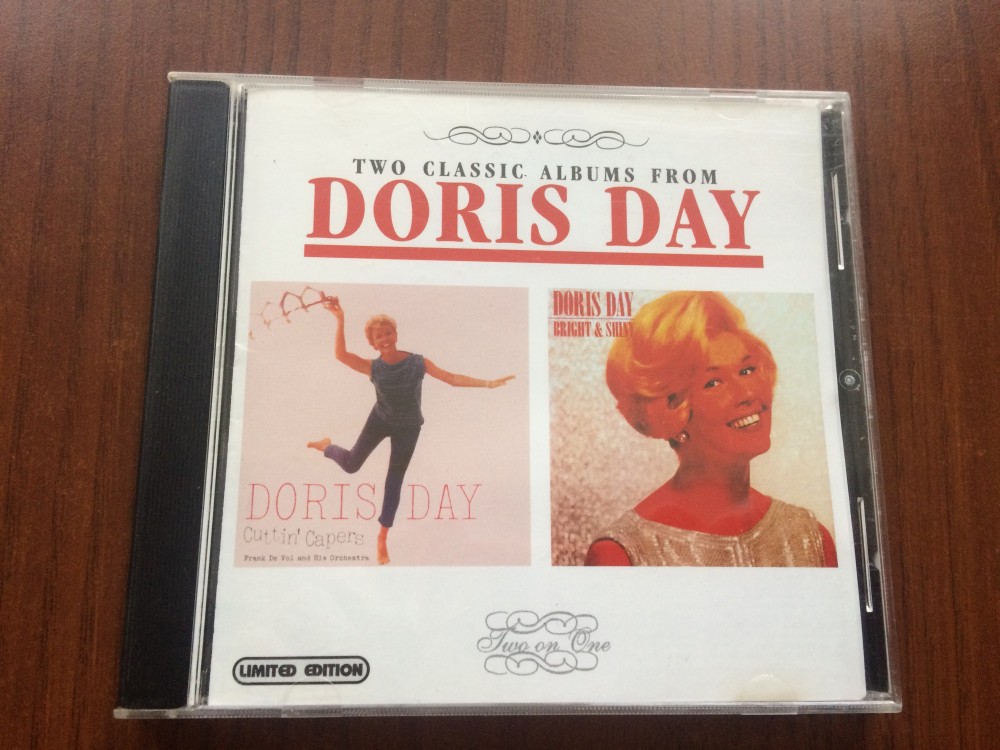 TWO CLASSIC ALBUMS FROM
DORIS DAY
DORIS DAY
Cuttin' Capers
Frank De Vol and His Orchestra
DORIS DAY
BRIGHT & SHINY
Two on One
LIMITED EDITION